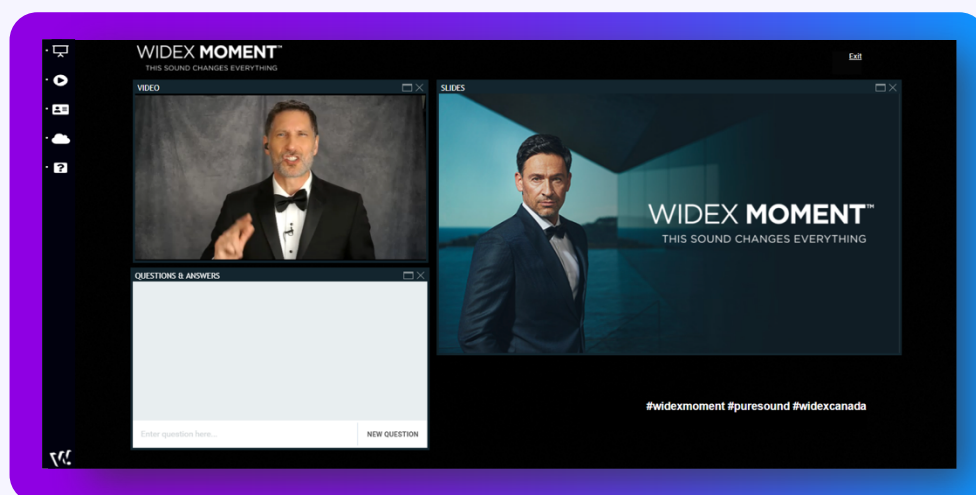 WIDEX MOMENT™
THIS SOUND CHANGES EVERYTHING
Exit
VIDEO
SLIDES
WIDEX MOMENT™
THIS SOUND CHANGES EVERYTHING
QUESTIONS & ANSWERS
Enter question here...
NEW QUESTION
#widexmoment #puresound #widexcanada
W.